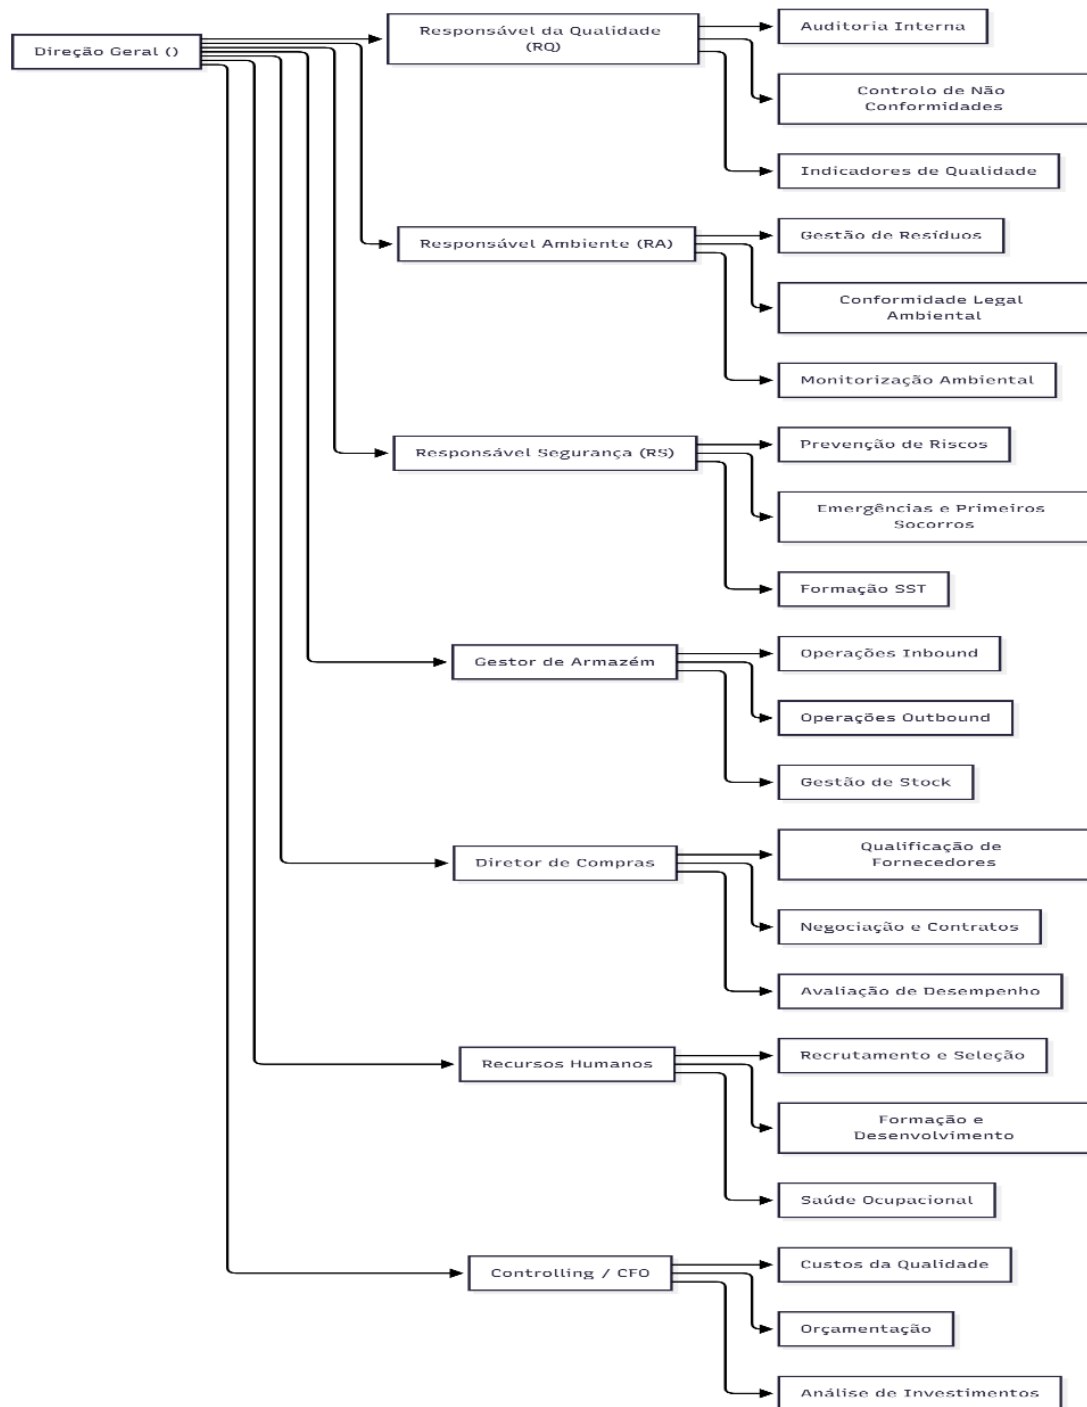 Direção Geral ()
Responsável da Qualidade
(RQ)
Auditoria Interna
Controlo de Não
Conformidades
Indicadores de Qualidade
Responsável Ambiente (RA)
Gestão de Resíduos
Conformidade Legal
Ambiental
Monitorização Ambiental
Responsável Segurança (RS)
Prevenção de Riscos
Emergências e Primeiros
Socorros
Formação SST
Gestor de Armazém
Operações Inbound
Operações Outbound
Gestão de Stock
Diretor de Compras
Qualificação de
Fornecedores
Negociação e Contratos
Avaliação de Desempenho
Recursos Humanos
Recrutamento e Seleção
Formação e
Desenvolvimento
Saúde Ocupacional
Controlling / CFO
Custos da Qualidade
Orçamentação
Análise de Investimentos